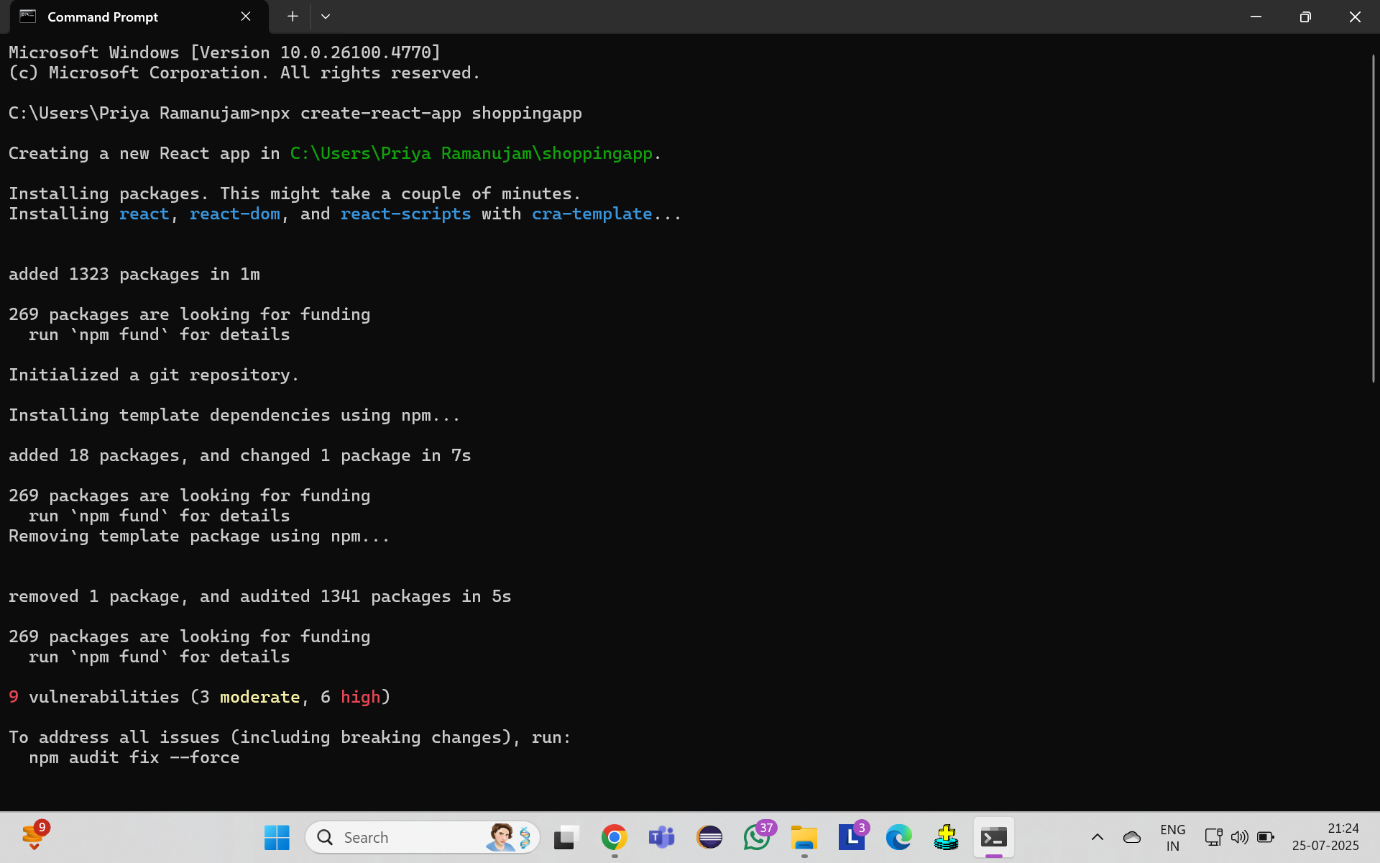 Command Prompt
Microsoft Windows [Version 10.0.26100.4770]
(c) Microsoft Corporation. All rights reserved.
C:\Users\Priya Ramanujam>npx create-react-app shoppingapp
Creating a new React app in C:\Users\Priya Ramanujam\shoppingapp.
Installing packages. This might take a couple of minutes.
Installing react, react-dom, and react-scripts with cra-template...
added 1323 packages in 1m
269 packages are looking for funding
  run `npm fund` for details
Initialized a git repository.
Installing template dependencies using npm...
added 18 packages, and changed 1 package in 7s
269 packages are looking for funding
  run `npm fund` for details
Removing template package using npm...
removed 1 package, and audited 1341 packages in 5s
269 packages are looking for funding
  run `npm fund` for details
9 vulnerabilities (3 moderate, 6 high)
To address all issues (including breaking changes), run:
  npm audit fix --force
9
Search
T
37
L
3
ENG
IN
21:24
25-07-2025